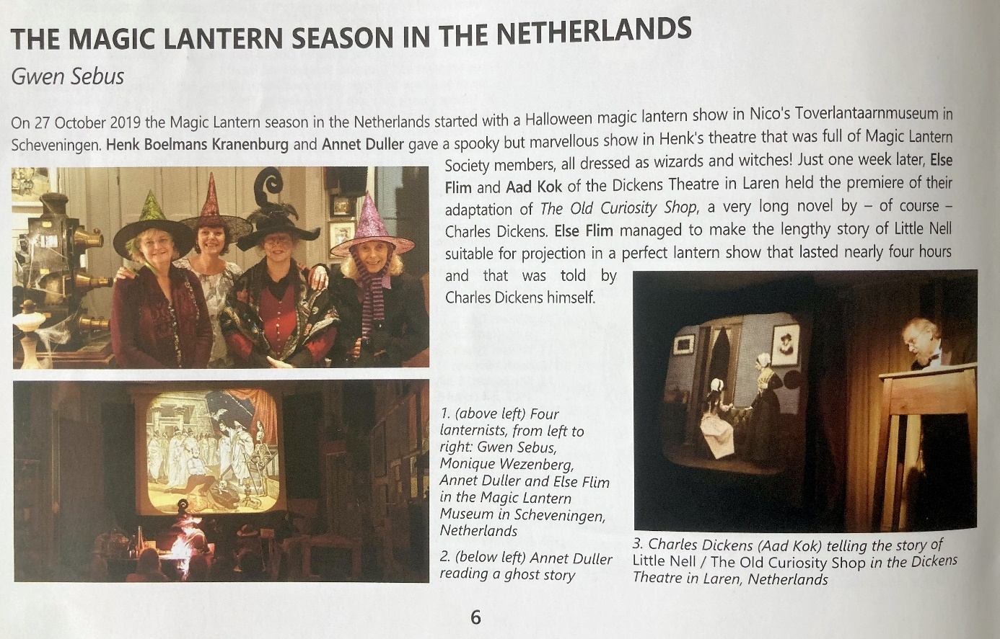 THE MAGIC LANTERN SEASON IN THE NETHERLANDS
Gwen Sebus
On 27 October 2019 the Magic Lantern season in the Netherlands started with a Halloween magic lantern show in Nico's Toverlantaarnmuseum in
Scheveningen. Henk Boelmans Kranenburg and Annet Duller gave a spooky but marvellous show in Henk's theatre that was full of Magic Lantern
Society members, all dressed as wizards and witches! Just one week later, Else
Flim and Aad Kok of the Dickens Theatre in Laren held the premiere of their
adaptation of The Old Curiosity Shop, a very long novel by – of course –
Charles Dickens. Else Flim managed to make the lengthy story of Little Nell
suitable for projection in a perfect lantern show that lasted nearly four hours
and that was told by
Charles Dickens himself.
1. (above left) Four
lanternists, from left to
right: Gwen Sebus,
Monique Wezenberg,
Annet Duller and Else Flim
in the Magic Lantern
Museum in Scheveningen,
Netherlands
2. (below left) Annet Duller
reading a ghost story
3. Charles Dickens (Aad Kok) telling the story of
Little Nell / The Old Curiosity Shop in the Dickens
Theatre in Laren, Netherlands
6